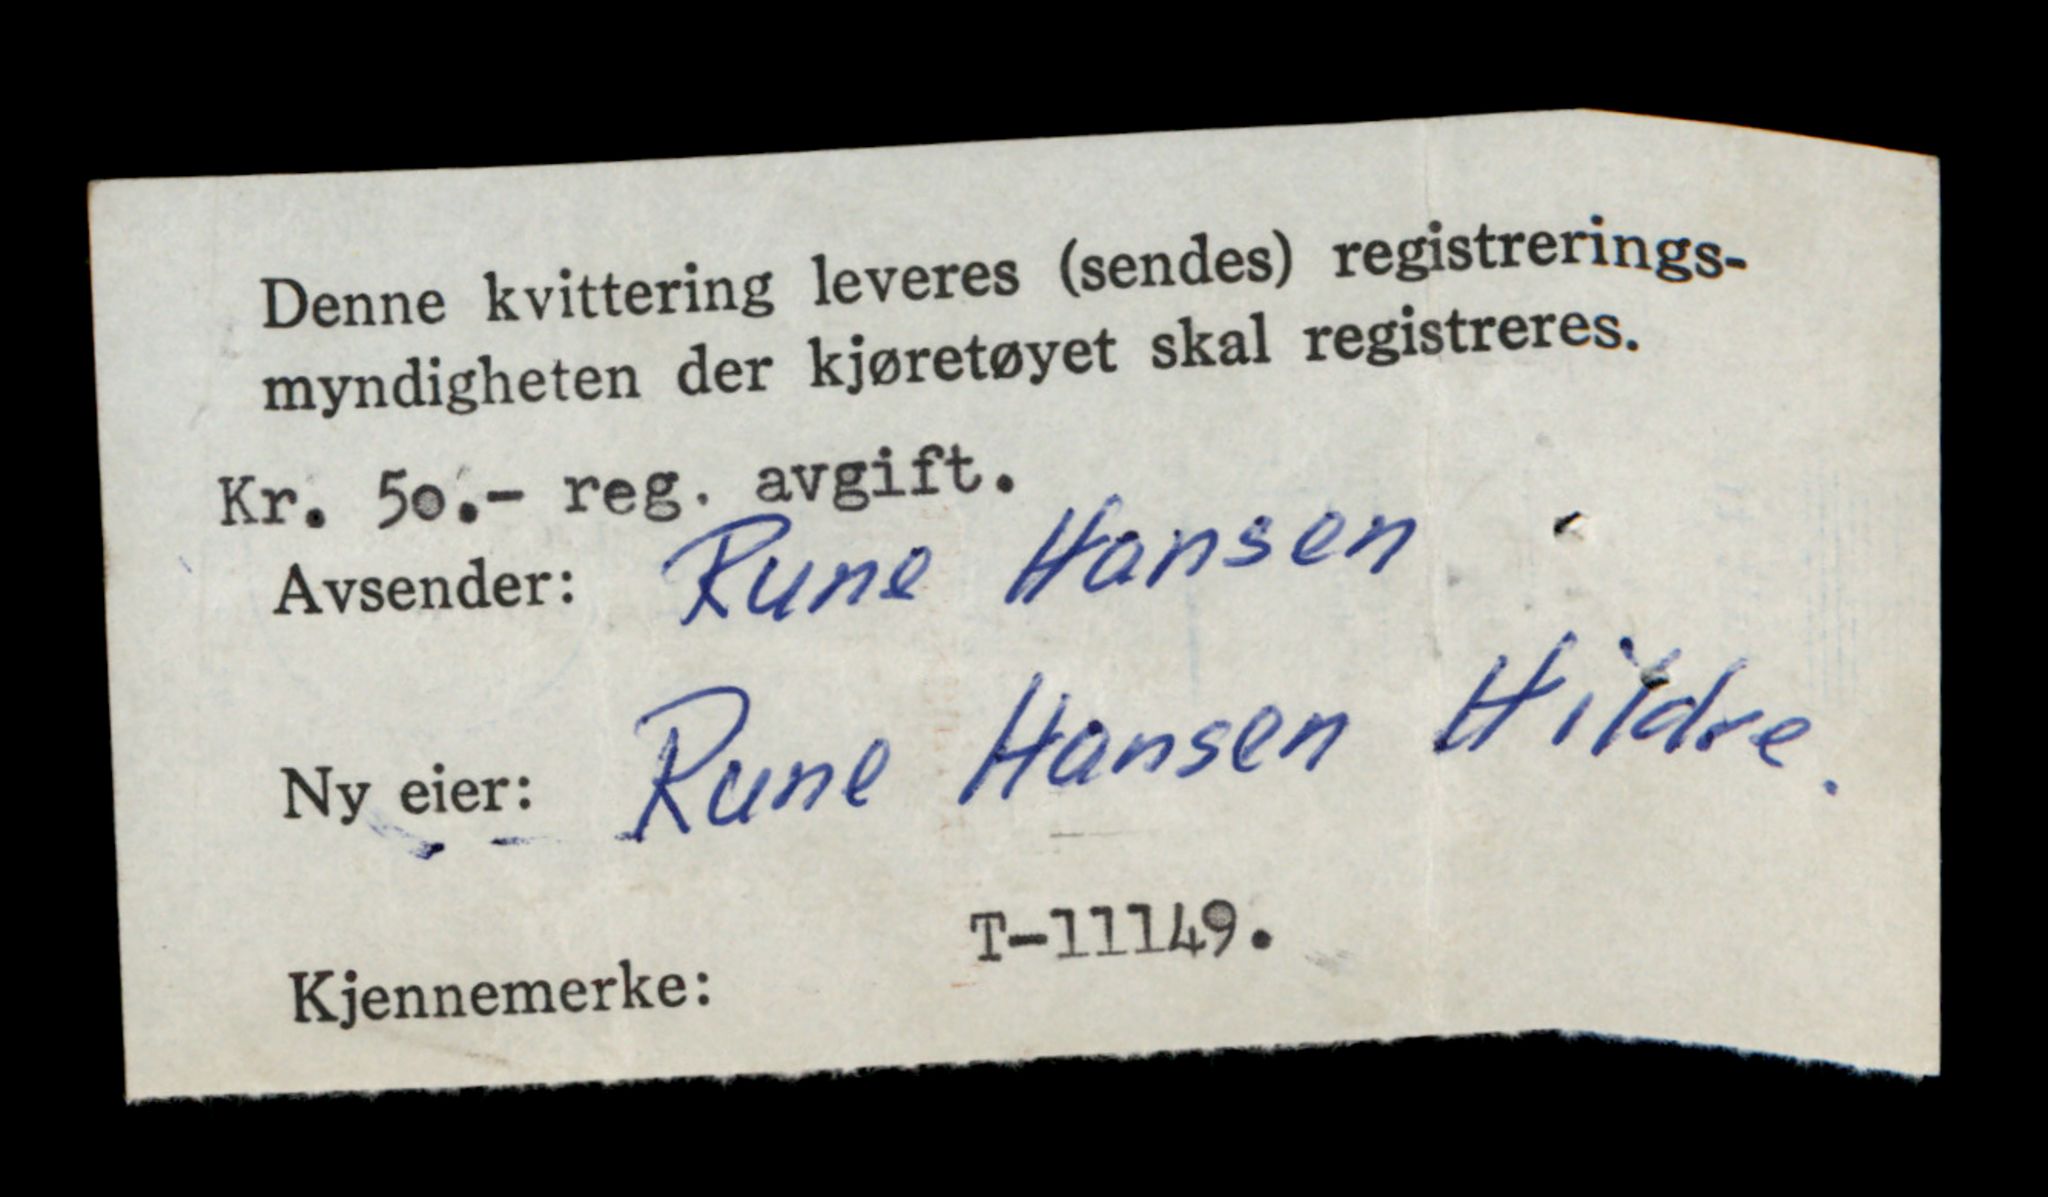 Denne kvittering leveres (sendes) registrerings-
myndigheten der kjøretøyet skal registreres.
Kr. 50.- reg. avgift.
Avsender: Rune Hansen
Ny eier: Rune Hansen Hildre.
T-11149.
Kjennemerke: